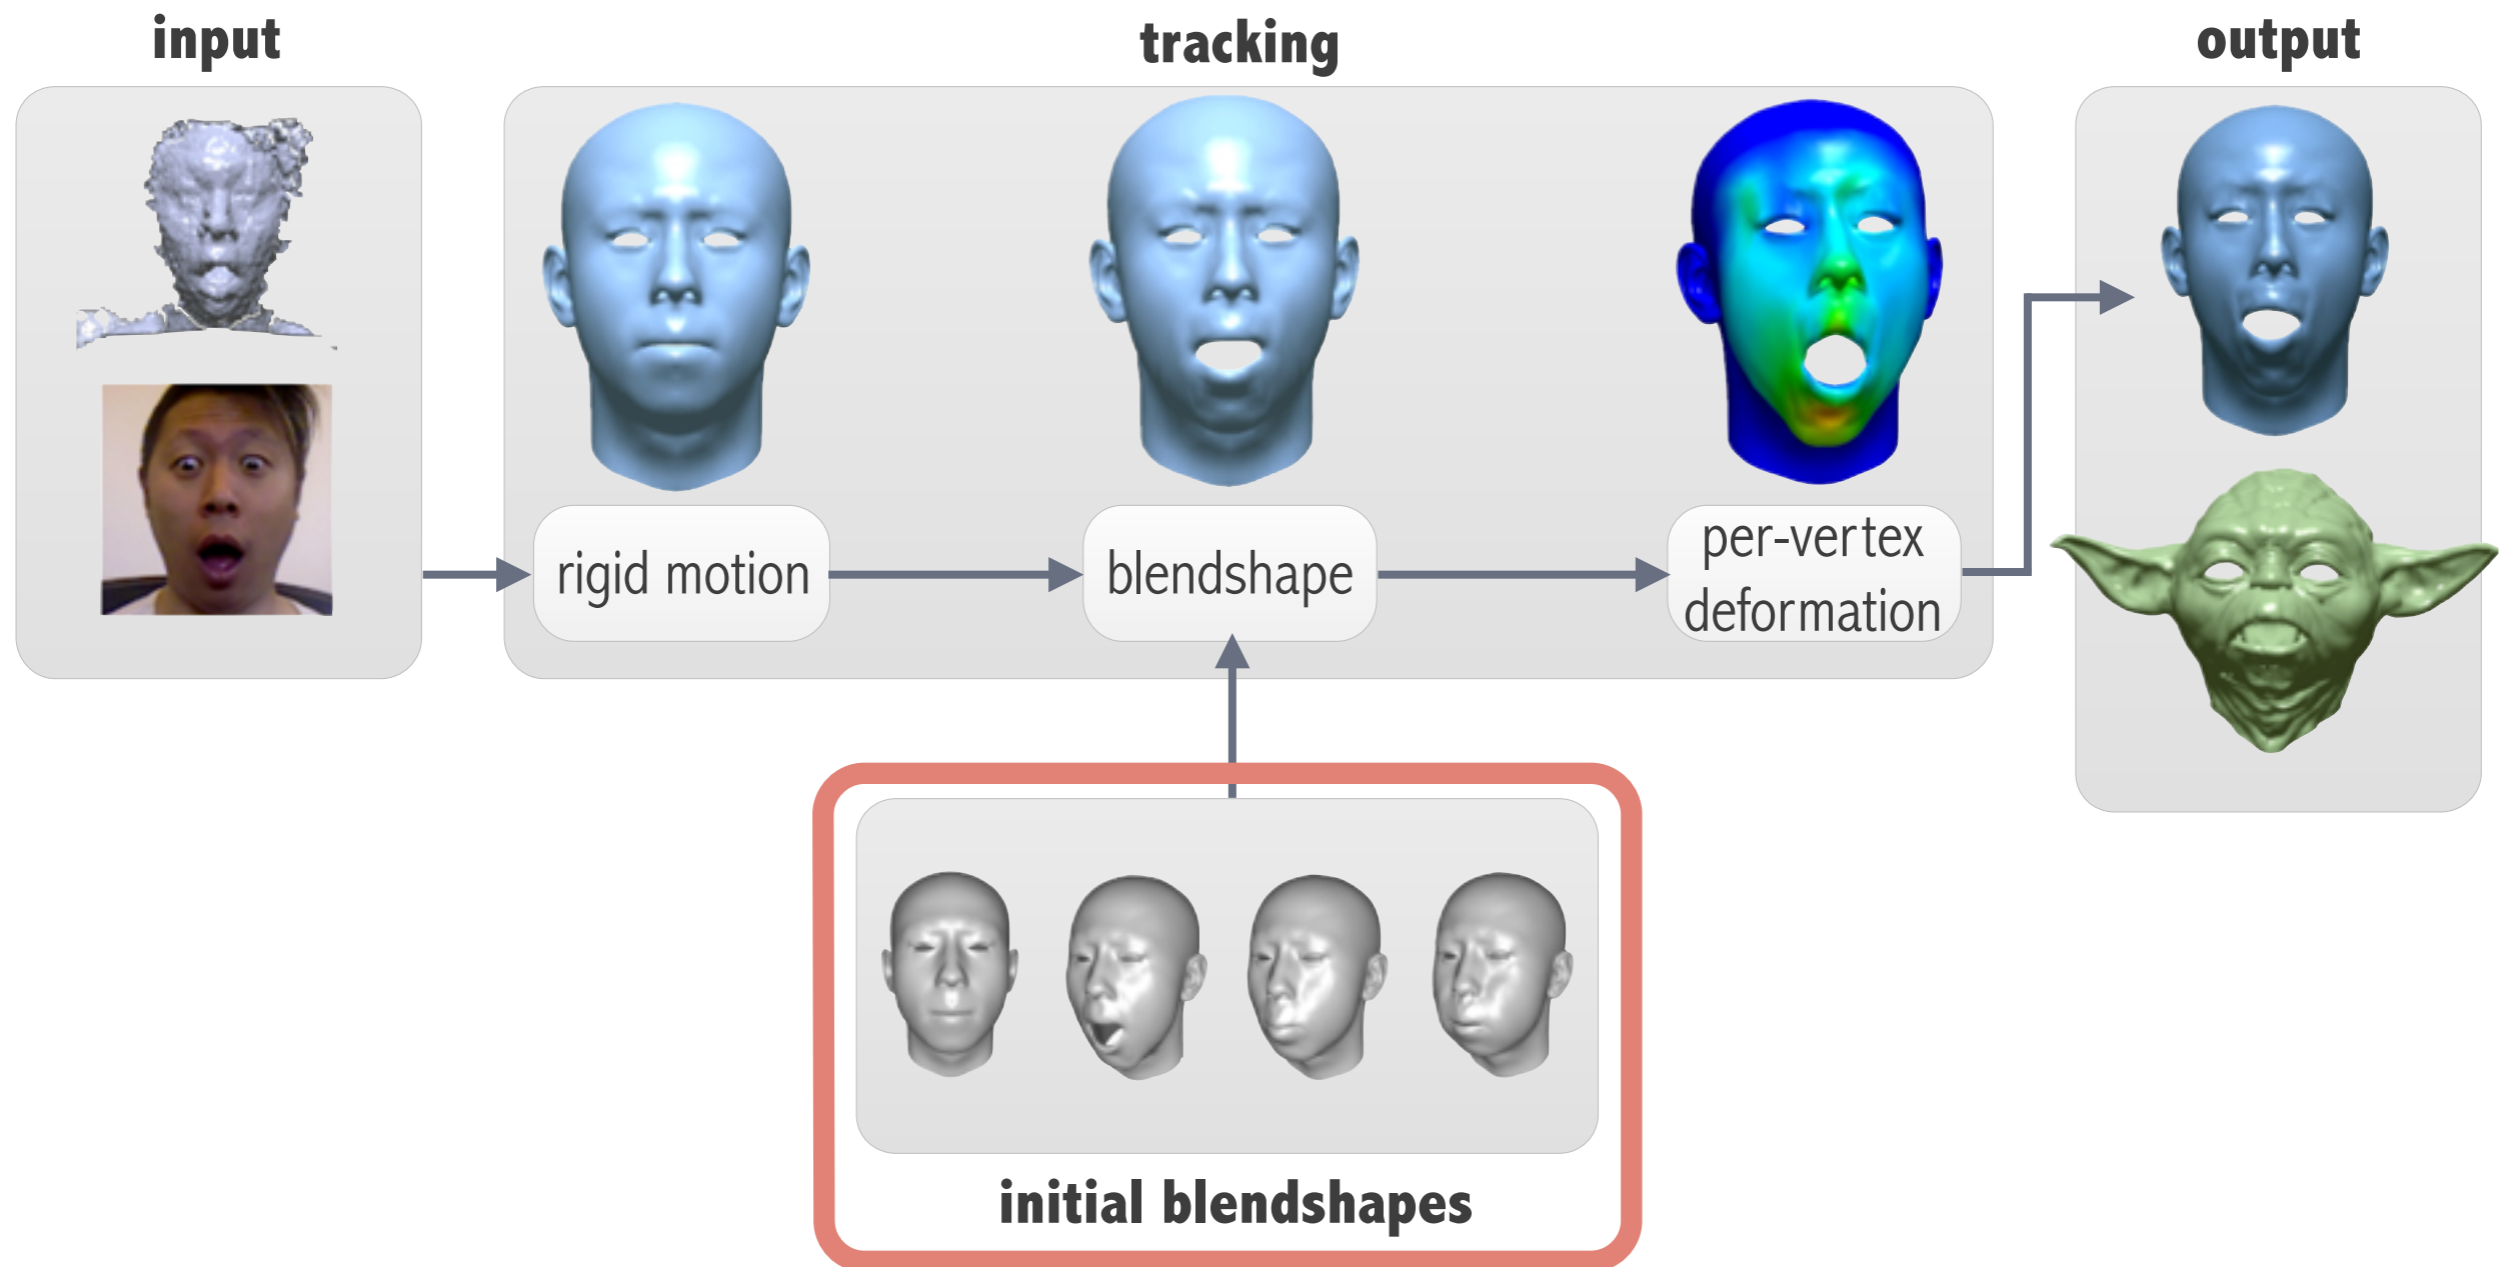 input
tracking
output
rigid motion
blendshape
per-vertex
deformation
initial blendshapes